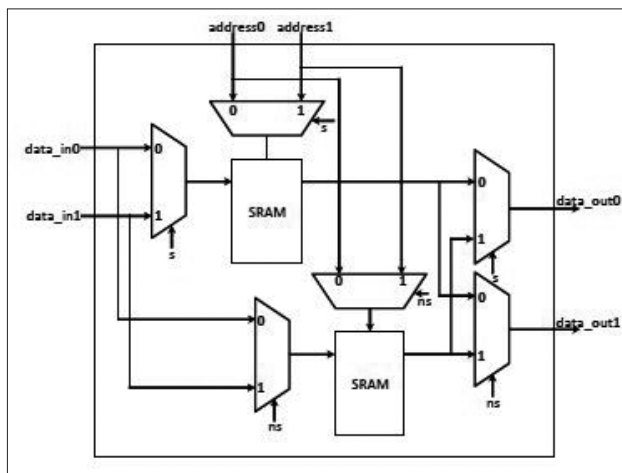 address0 address1
0 1
s
data_in0
0
data_in1
1
s
SRAM
0
data_out0
1
s
0 1
ns
0
data_out1
1
ns
0
1
ns
SRAM